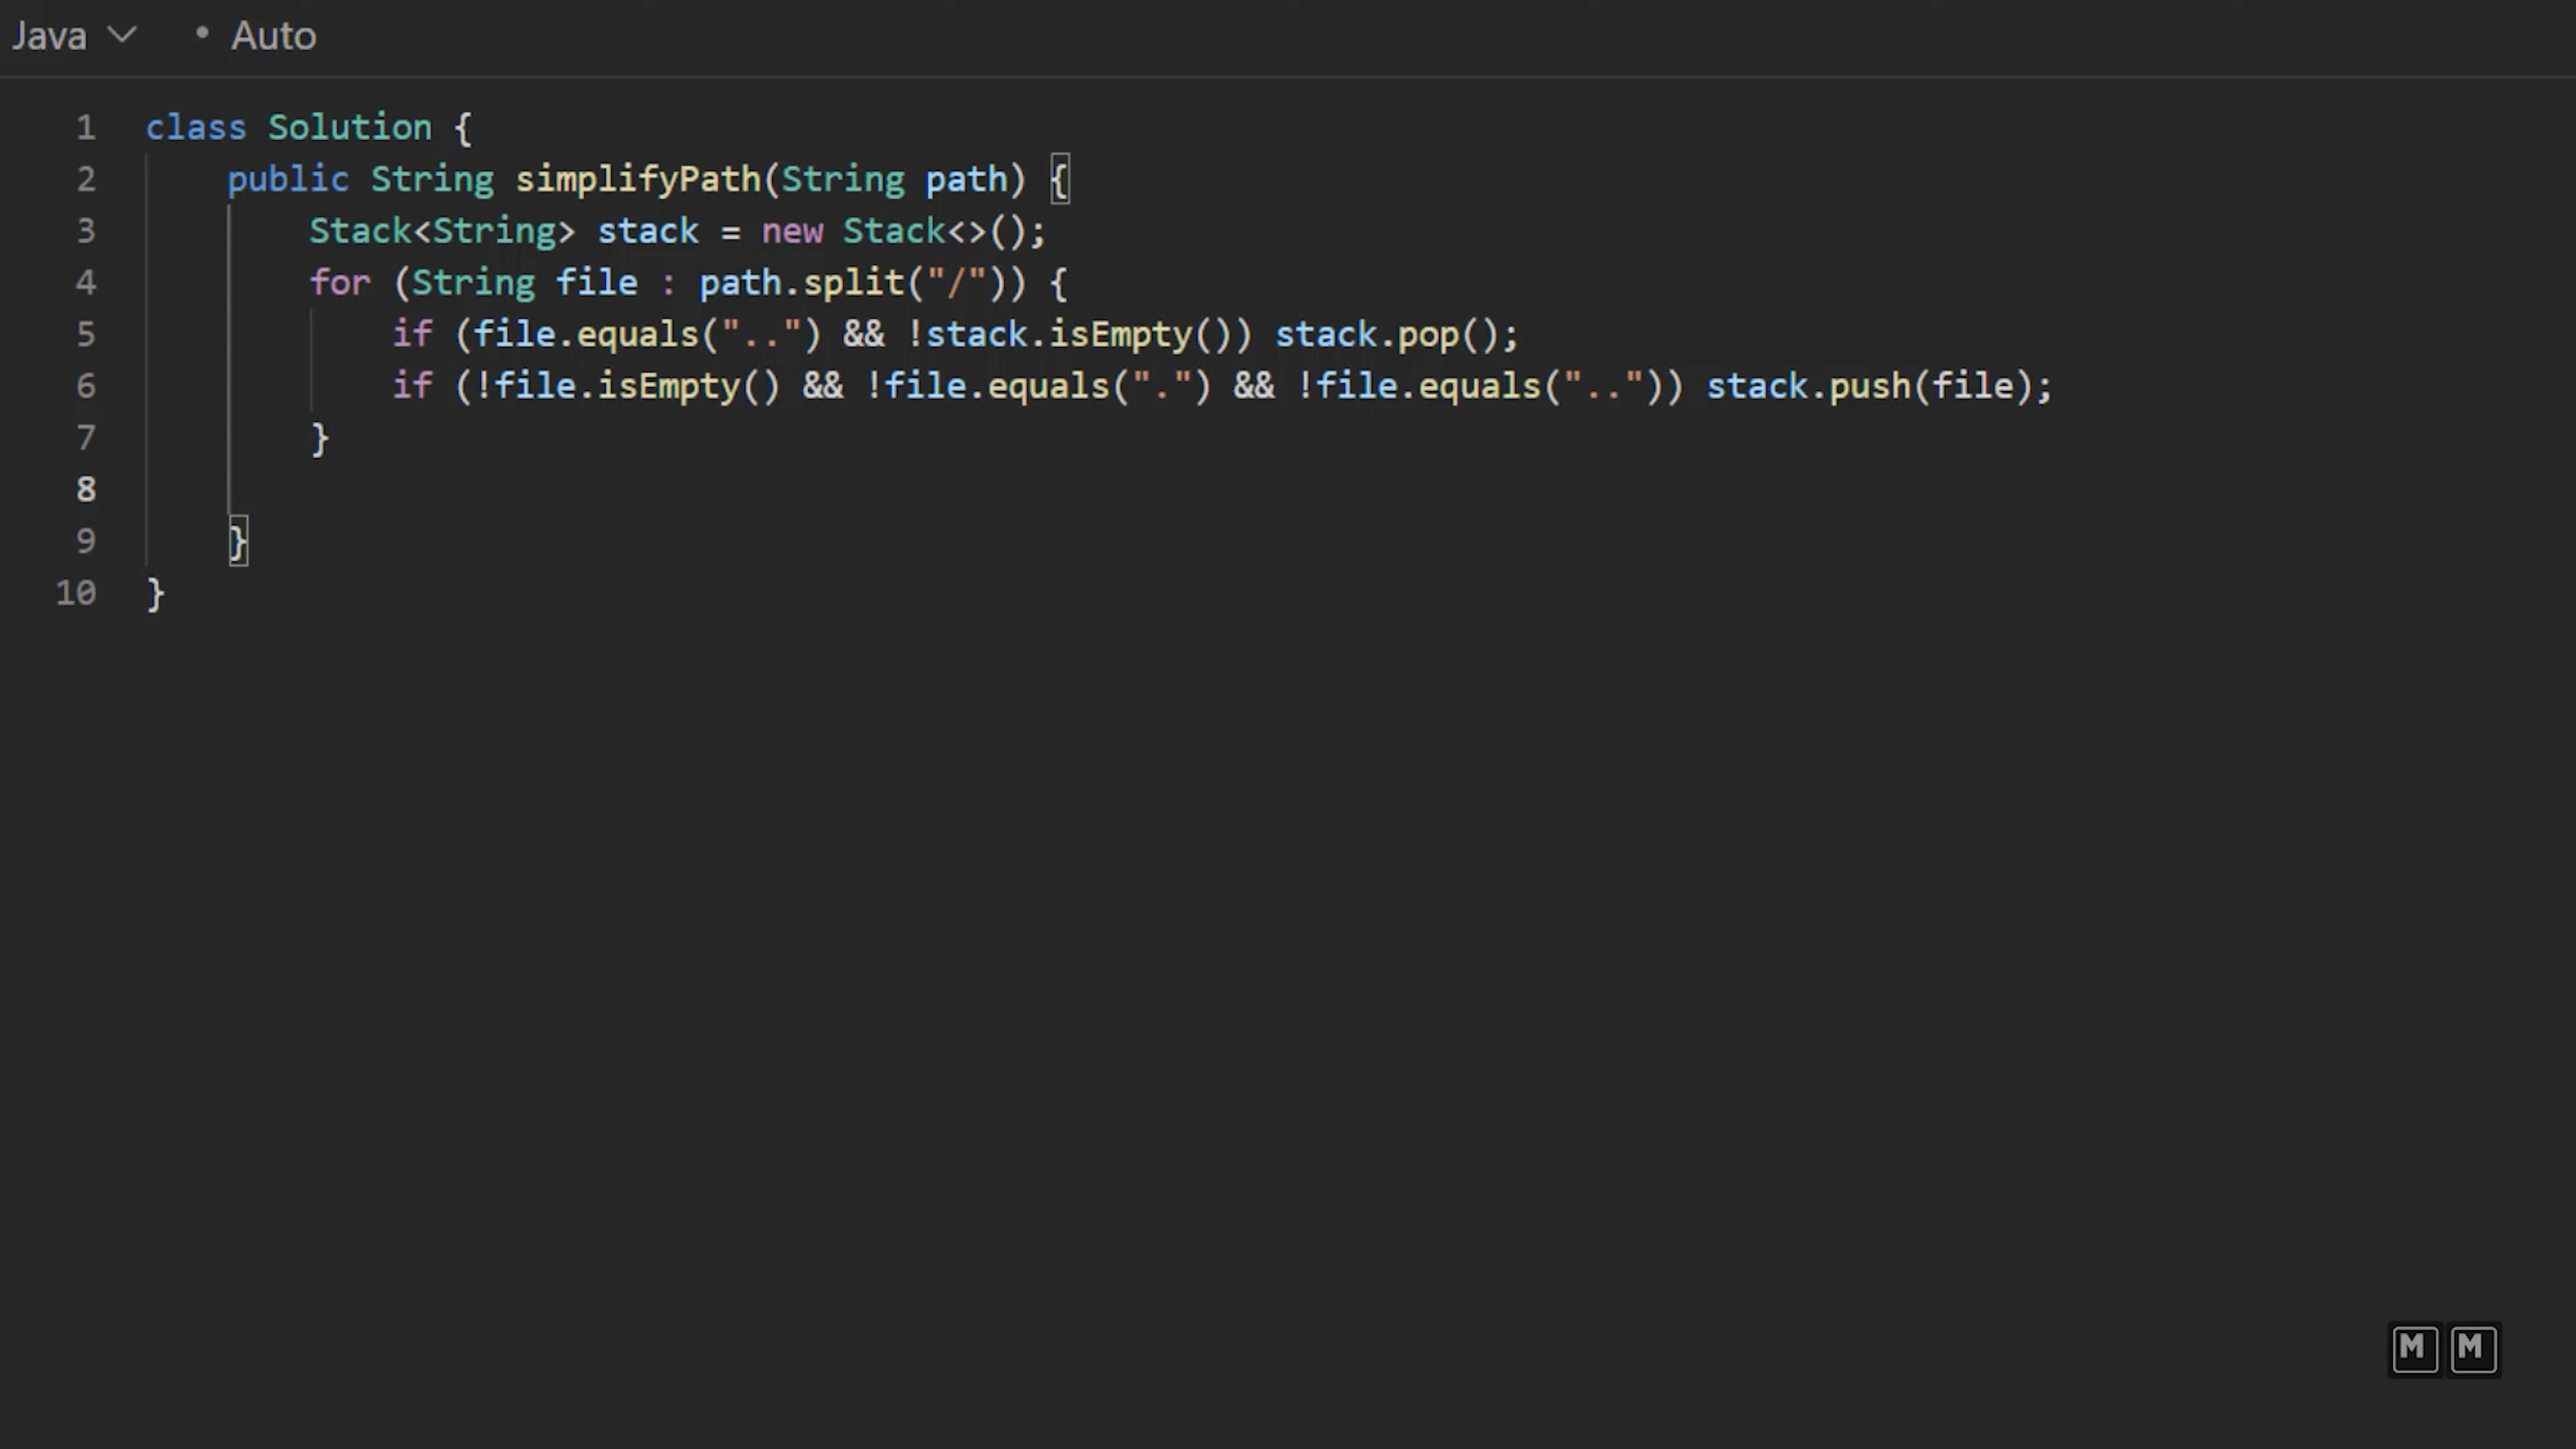 Java • Auto
1 class Solution {
2 public String simplifyPath(String path) {
3 Stack<String> stack = new Stack<>();
4 for (String file : path.split("/")) {
5 if (file.equals("..") && !stack.isEmpty()) stack.pop();
6 if (!file.isEmpty() && !file.equals(".") && !file.equals("..")) stack.push(file);
7 }
8
9 }
10 }
M M